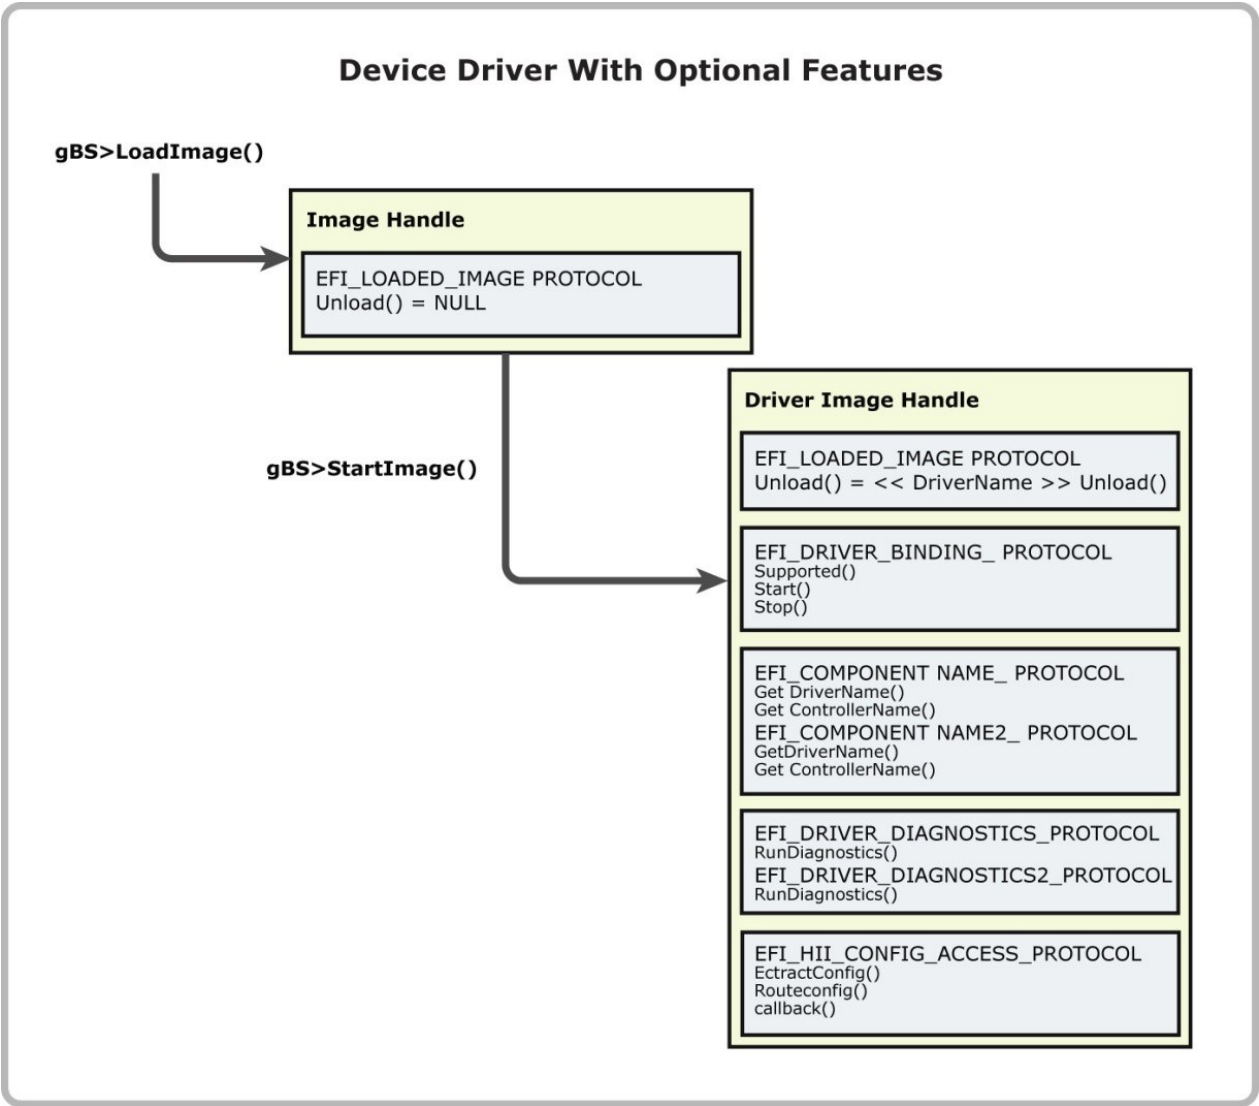 Device Driver With Optional Features
gBS>LoadImage()
Image Handle
EFI_LOADED_IMAGE PROTOCOL
Unload() = NULL
gBS>StartImage()
Driver Image Handle
EFI_LOADED_IMAGE PROTOCOL
Unload() = << DriverName >> Unload()
EFI_DRIVER_BINDING_ PROTOCOL
Supported()
Start()
Stop()
EFI_COMPONENT NAME_ PROTOCOL
Get DriverName()
Get ControllerName()
EFI_COMPONENT NAME2_ PROTOCOL
GetDriverName()
Get ControllerName()
EFI_DRIVER_DIAGNOSTICS_PROTOCOL
RunDiagnostics()
EFI_DRIVER_DIAGNOSTICS2_PROTOCOL
RunDiagnostics()
EFI_HII_CONFIG_ACCESS_PROTOCOL
EctractConfig()
Routeconfig()
callback()